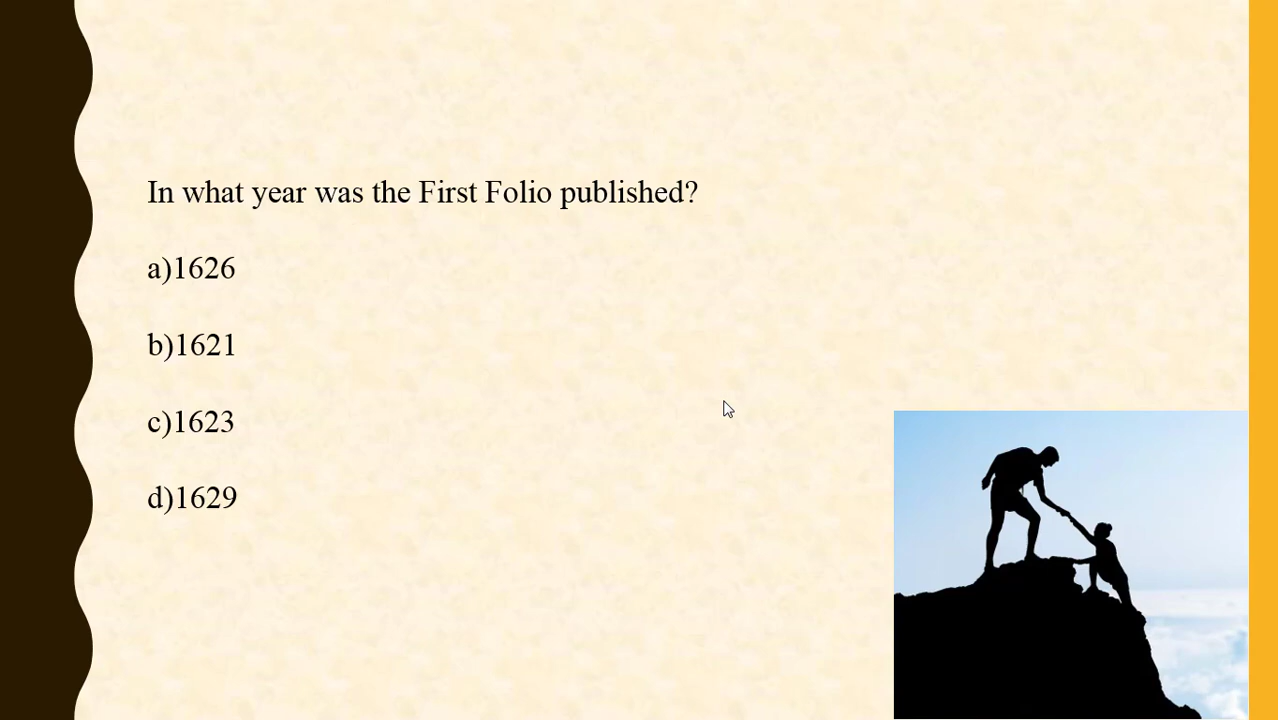 In what year was the First Folio published?
a)1626
b)1621
c)1623
d)1629